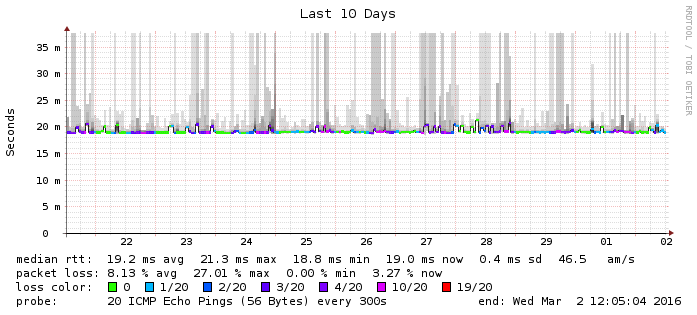 Last 10 Days
RRDTOOL / TOBI OETIKER
Seconds
35 m
30 m
25 m
20 m
15 m
10 m
5 m
0
22 23 24 25 26 27 28 29 01 02
median rtt: 19.2 ms avg 21.3 ms max 18.8 ms min 19.0 ms now 0.4 ms sd 46.5 am/s
packet loss: 8.13 % avg 27.01 % max 0.00 % min 3.27 % now
loss color: 0 1/20 2/20 3/20 4/20 10/20 19/20
probe: 20 ICMP Echo Pings (56 Bytes) every 300s end: Wed Mar 2 12:05:04 2016